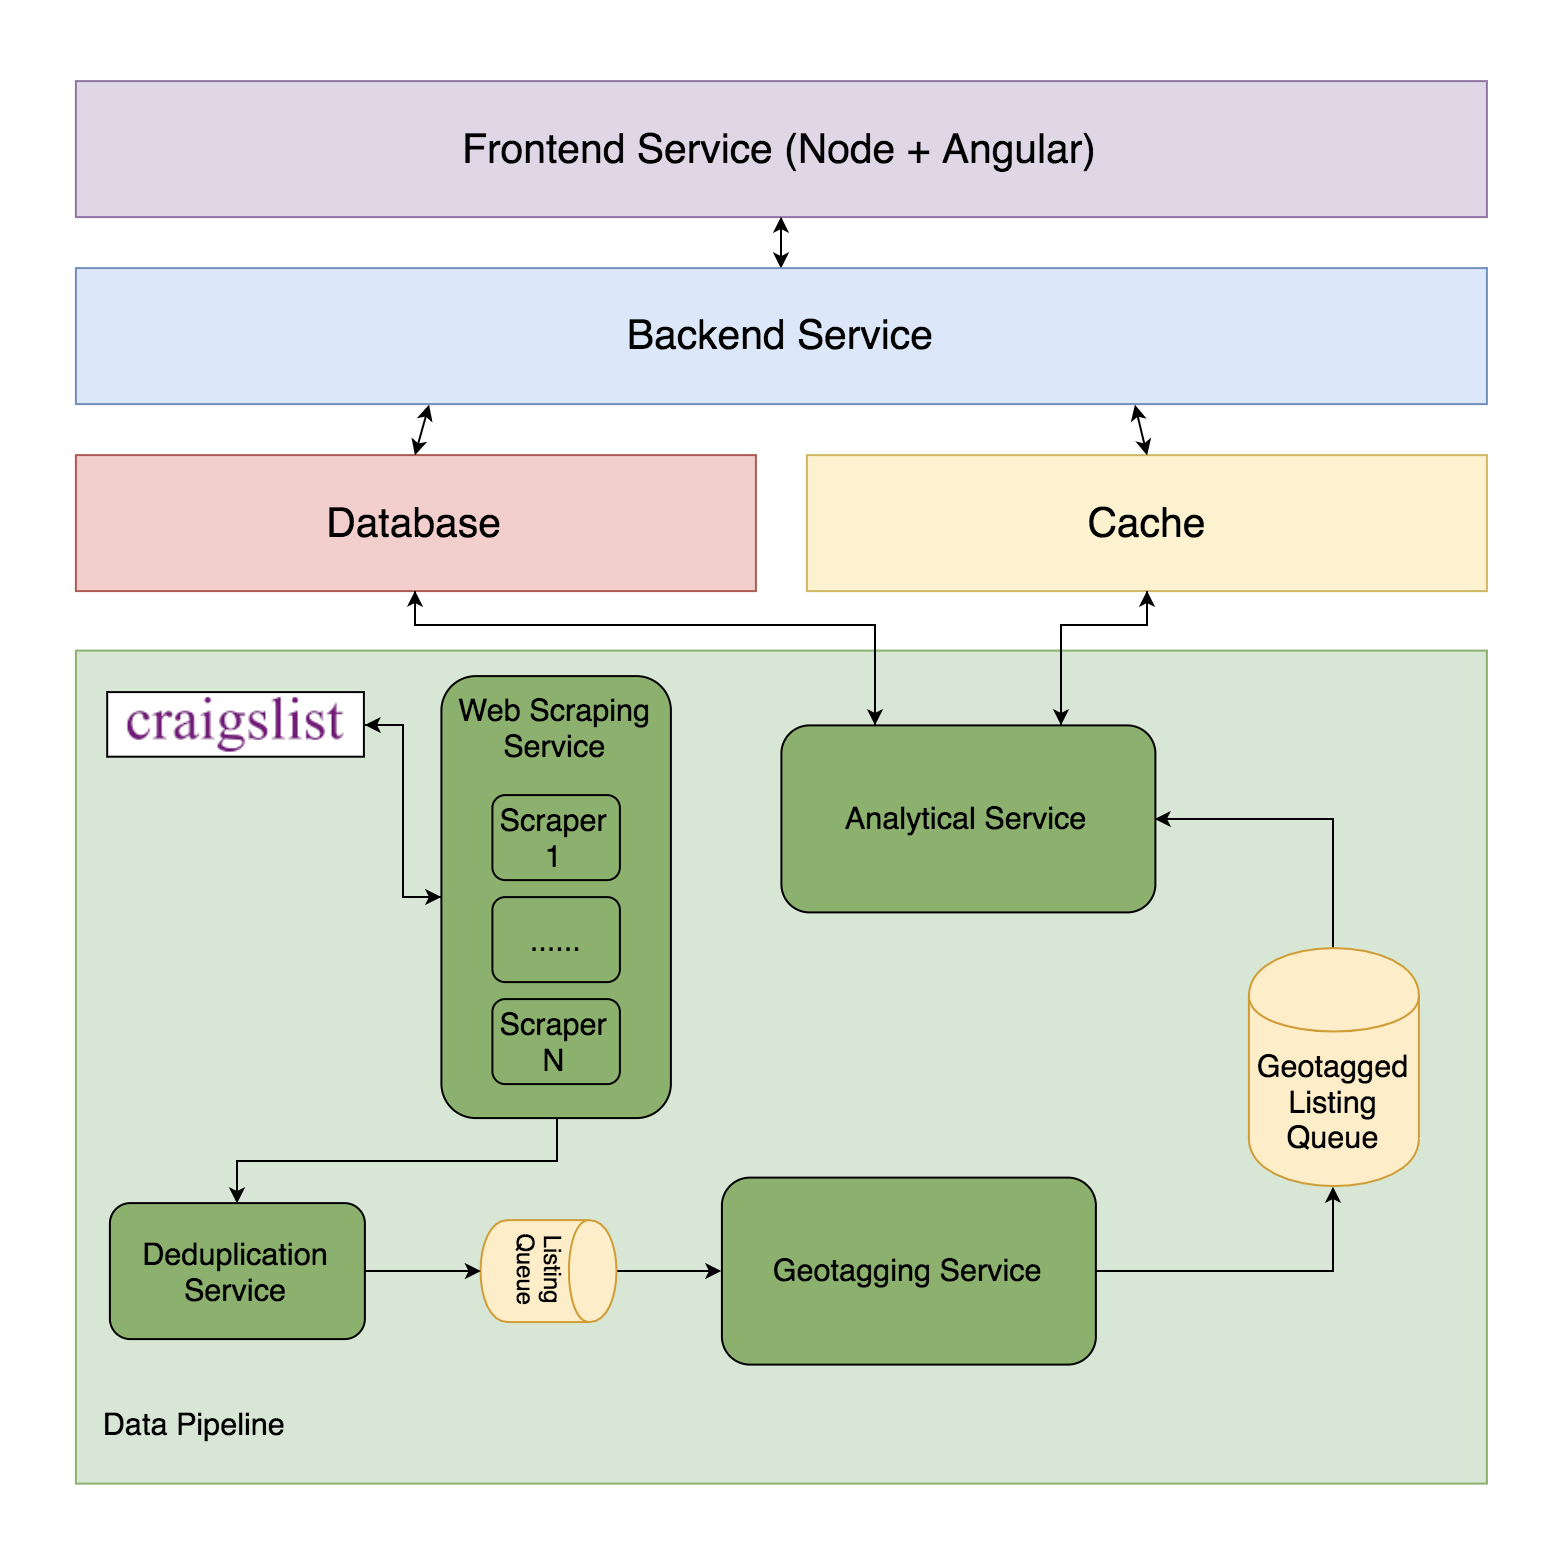 Frontend Service (Node + Angular)
Backend Service
Database
Cache
craigslist
Web Scraping
Service
Scraper
1
......
Scraper
N
Analytical Service
Geotagged
Listing
Queue
Deduplication
Service
Listing
Queue
Geotagging Service
Data Pipeline